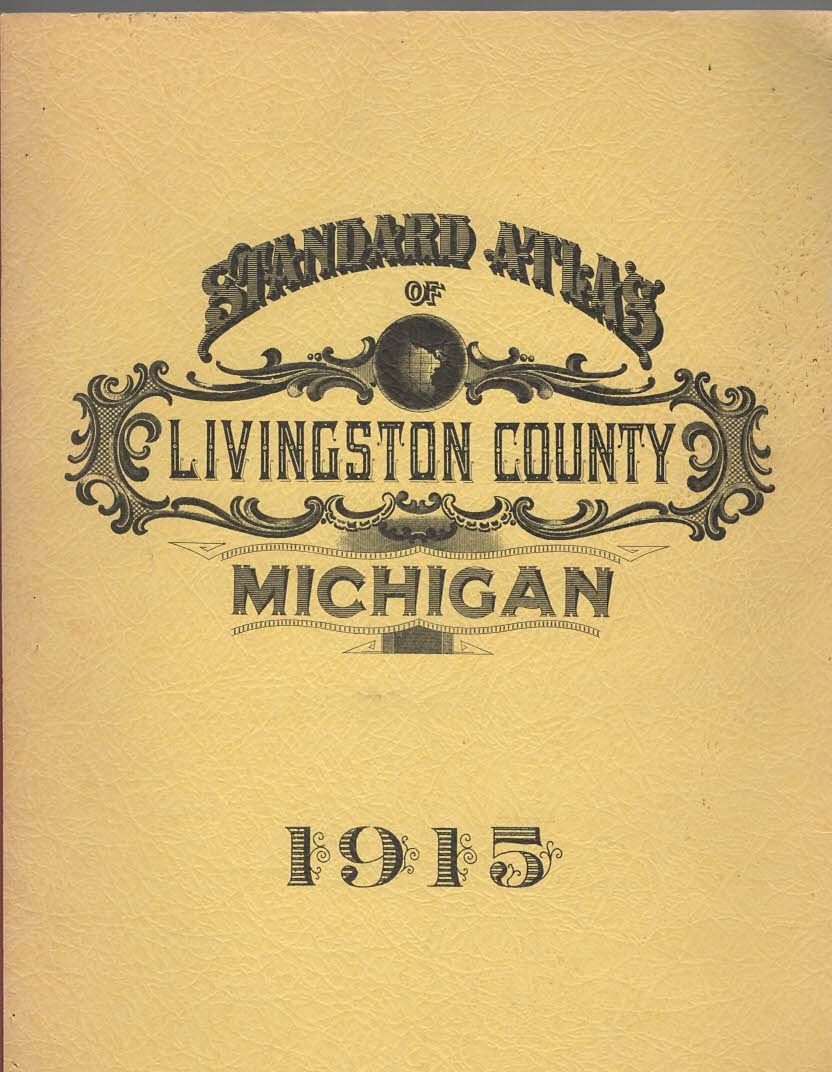 STANDARD ATLAS
OF
LIVINGSTON COUNTY
MICHIGAN
1915